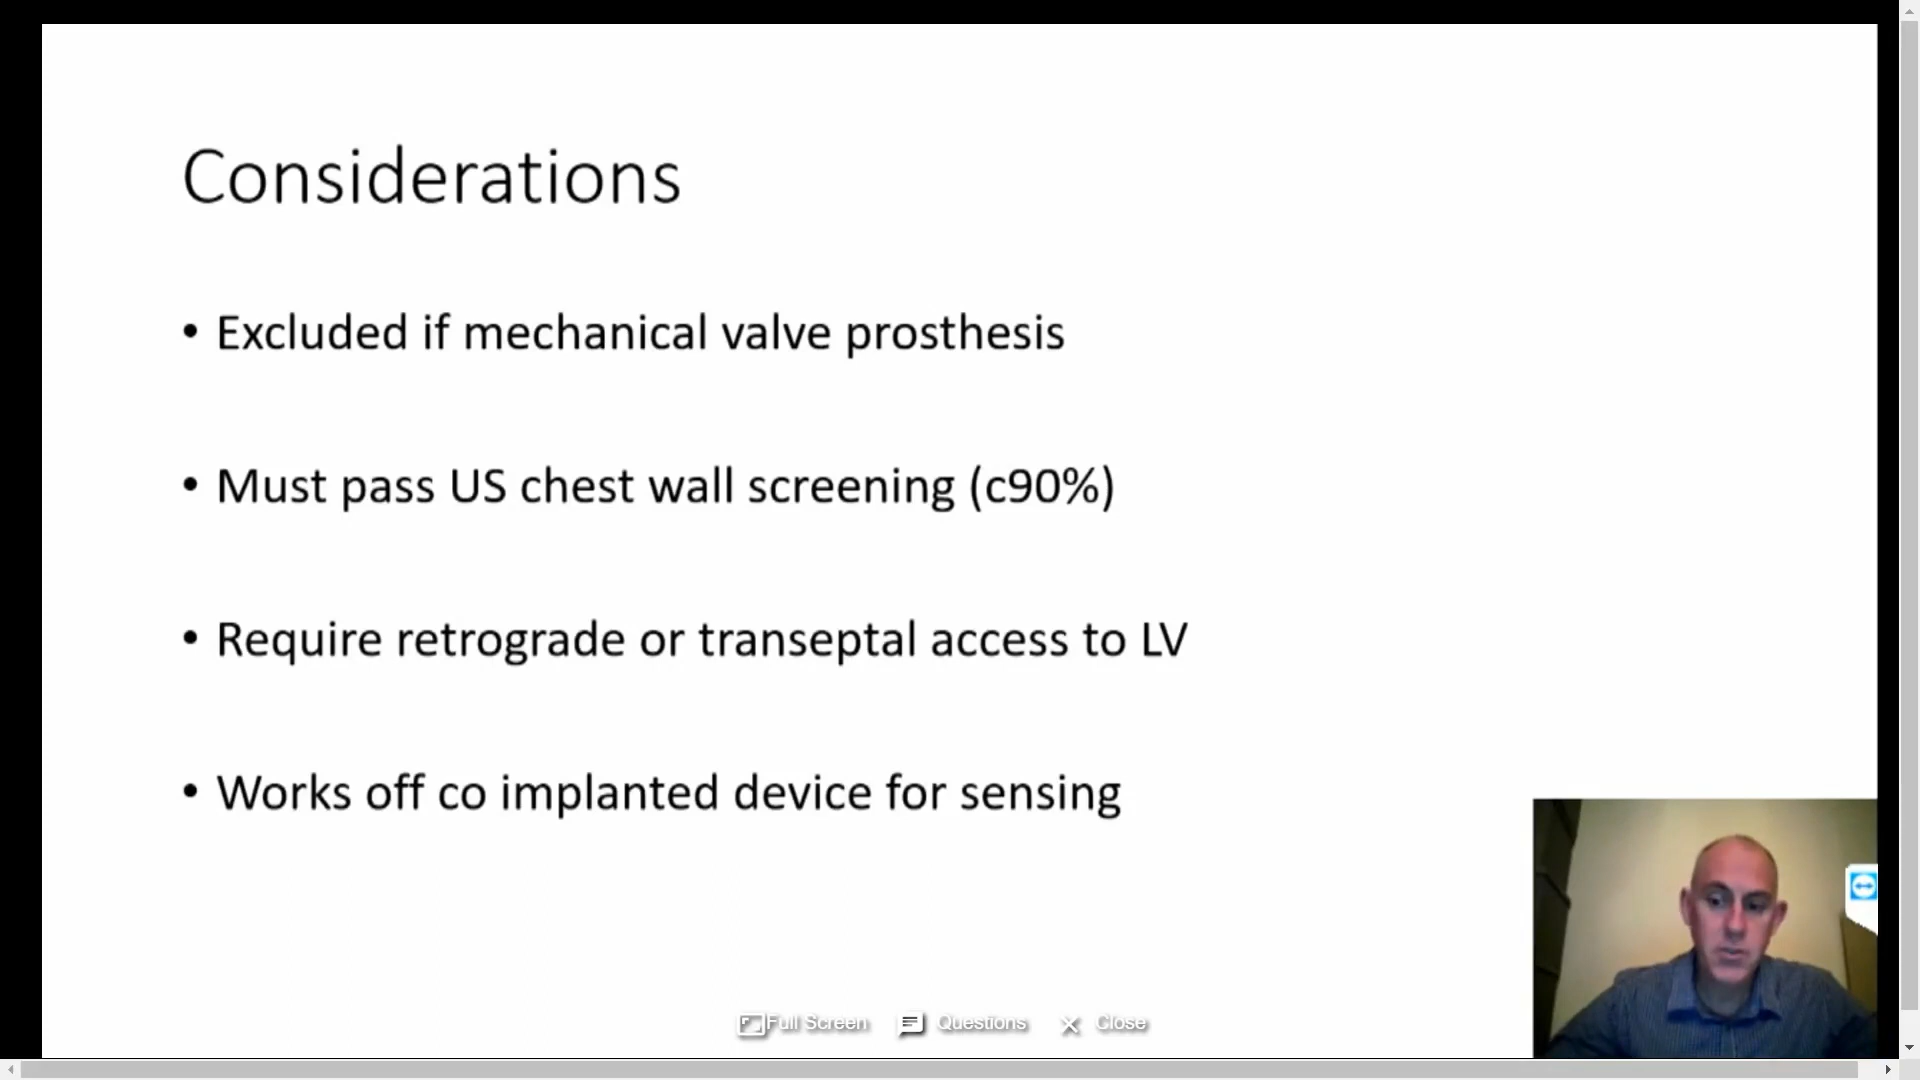 Considerations
• Excluded if mechanical valve prosthesis
• Must pass US chest wall screening (c90%)
• Require retrograde or transeptal access to LV
• Works off co implanted device for sensing
Full Screen Questions Close